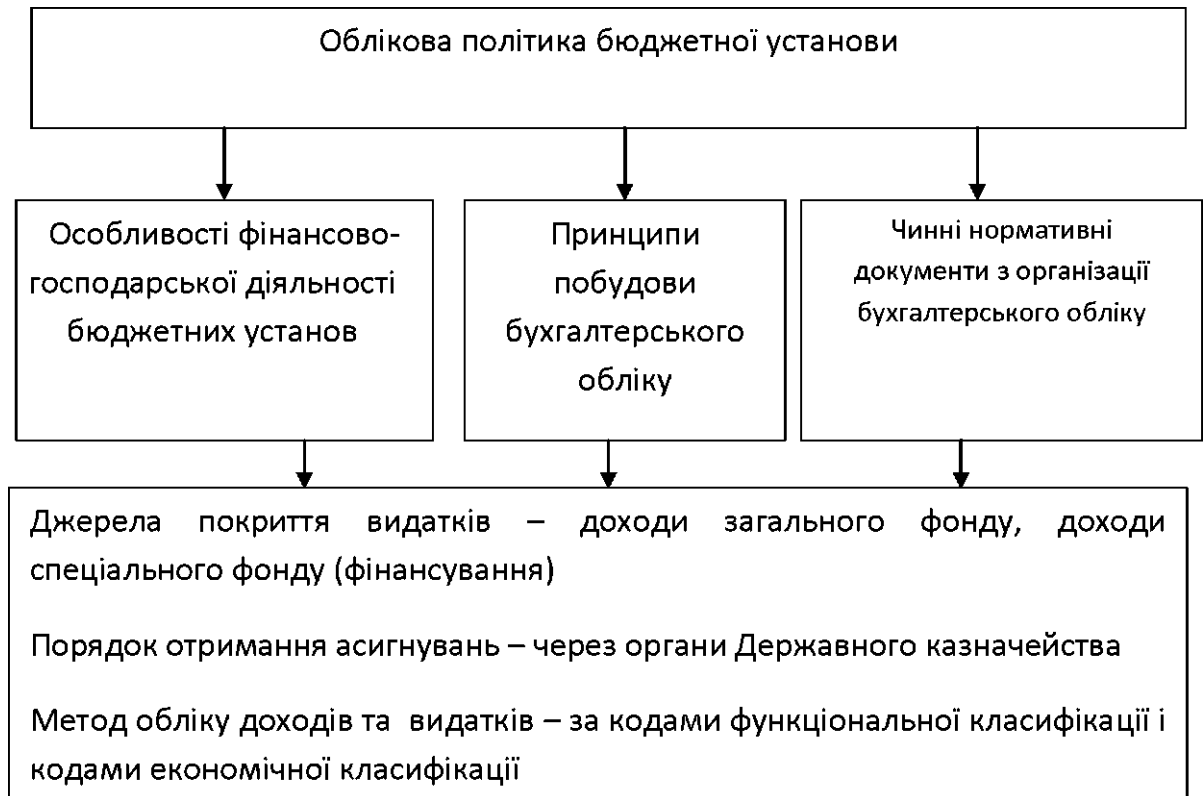 Облікова політика бюджетної установи
Особливості фінансово-
господарської діяльності
бюджетних установ
Принципи
побудови
бухгалтерського
обліку
Чинні нормативні
документи з організації
бухгалтерського обліку
Джерела покриття видатків – доходи загального фонду, доходи
спеціального фонду (фінансування)
Порядок отримання асигнувань – через органи Державного казначейства
Метод обліку доходів та видатків – за кодами функціональної класифікації і
кодами економічної класифікації